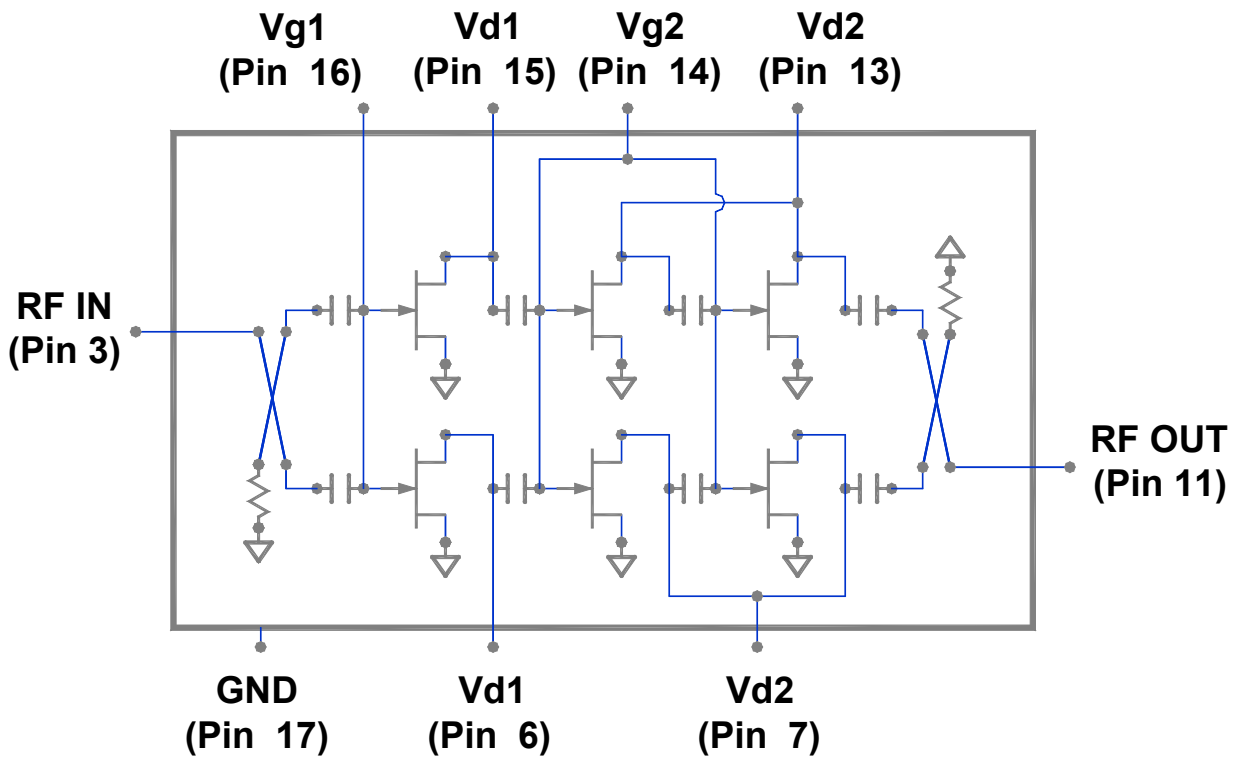 Vg1
(Pin 16)
Vd1
(Pin 15)
Vg2
(Pin 14)
Vd2
(Pin 13)
RF IN
(Pin 3)
RF OUT
(Pin 11)
GND
(Pin 17)
Vd1
(Pin 6)
Vd2
(Pin 7)